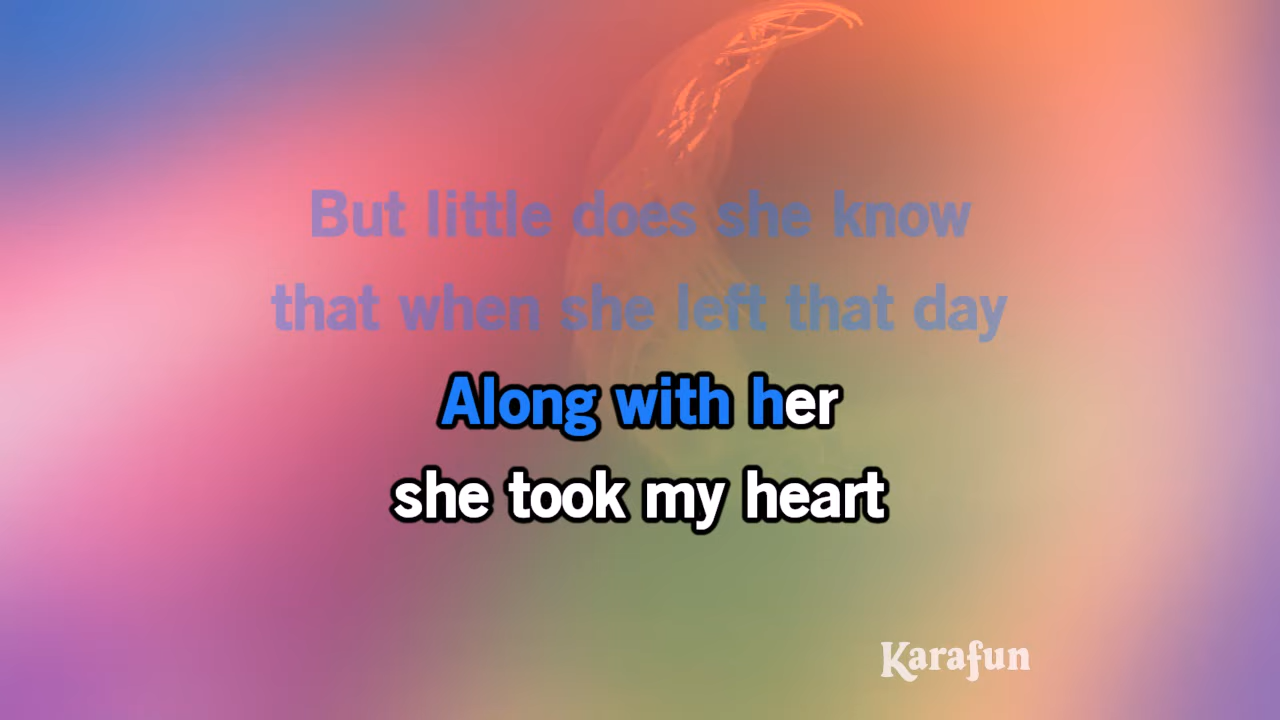 But little does she know
that when she left that day
Along with her
she took my heart
Karafun